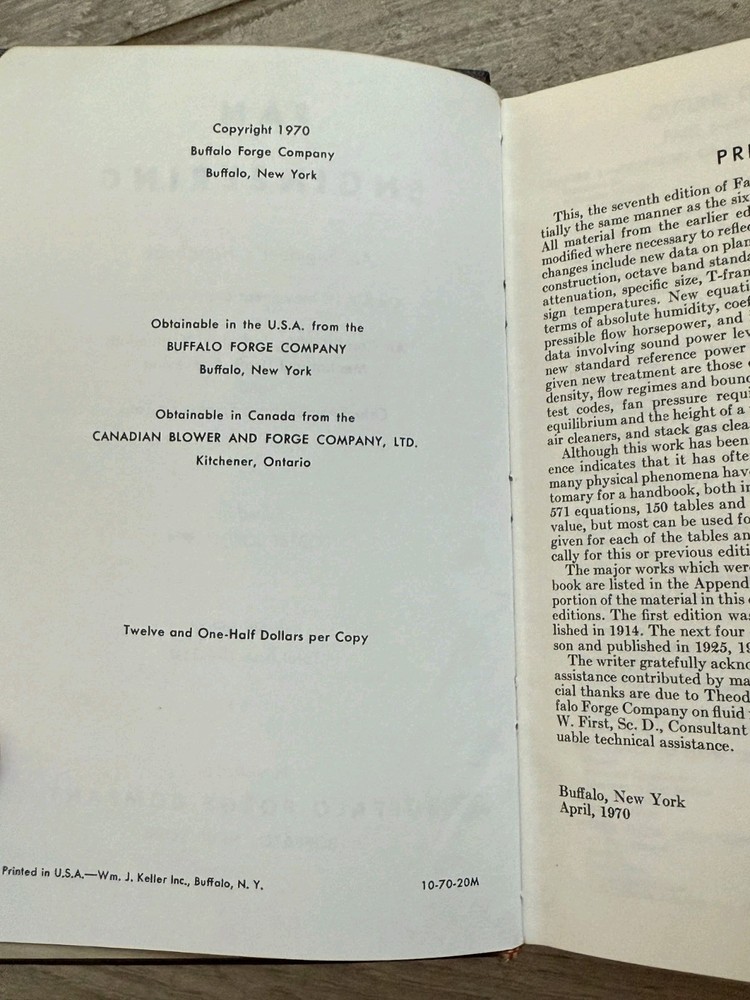 Copyright 1970
Buffalo Forge Company
Buffalo, New York
Obtainable in the U.S.A. from the
BUFFALO FORGE COMPANY
Buffalo, New York
Obtainable in Canada from the
CANADIAN BLOWER AND FORGE COMPANY, LTD.
Kitchener, Ontario
Twelve and One-Half Dollars per Copy
Printed in U.S.A.—Wm. J. Keller Inc., Buffalo, N. Y.
10-70-20M
PR
This, the seventh edition of Fa
tially the same manner as the six
All material from the earlier ed
modified where necessary to refle
changes include new data on plan
construction, octave band standa
attenuation, specific size, T-fram
sign temperatures. New equati
terms of absolute humidity, coef
pressible flow horsepower, and
data involving sound power lev
new standard reference power
given new treatment are those
density, flow regimes and bound
test codes, fan pressure requi
equilibrium and the height of a
air cleaners, and stack gas clea
Although this work has been
ence indicates that it has ofte
many physical phenomena hav
tomary for a handbook, both in
571 equations, 150 tables and
value, but most can be used fo
given for each of the tables an
cally for this or previous editi
The major works which wer
book are listed in the Append
portion of the material in this
editions. The first edition was
lished in 1914. The next four
son and published in 1925, 19
The writer gratefully ackno
assistance contributed by ma
cial thanks are due to Theod
falo Forge Company on fluid
W. First, Sc. D., Consultant
uable technical assistance.
Buffalo, New York
April, 1970